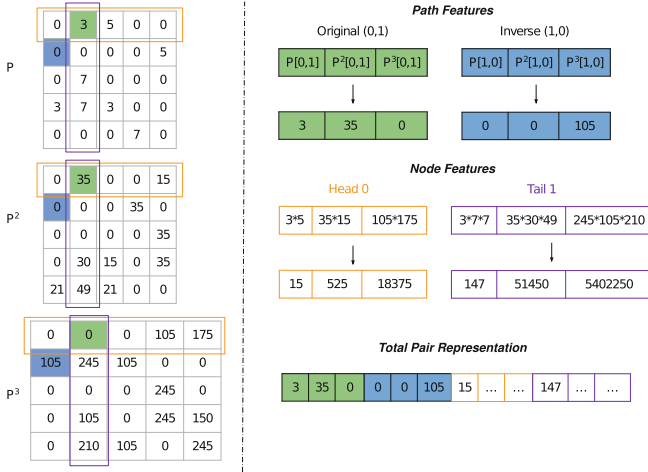 P
0 3 5 0 0
0 0 0 0 5
0 7 0 0 0
3 7 3 0 0
0 0 0 7 0
P²
0 35 0 0 15
0 0 0 35 0
0 0 0 0 35
0 30 15 0 35
21 49 21 0 0
P³
0 0 0 105 175
105 245 105 0 0
0 0 0 245 0
0 105 0 245 150
0 210 105 0 245
Path Features
Original (0,1)
P[0,1] P²[0,1] P³[0,1]
3 35 0
Inverse (1,0)
P[1,0] P²[1,0] P³[1,0]
0 0 105
Node Features
Head 0
3*5 35*15 105*175
15 525 18375
Tail 1
3*7*7 35*30*49 245*105*210
147 51450 5402250
Total Pair Representation
3 35 0 0 0 105 15 ... ... 147 ... ...